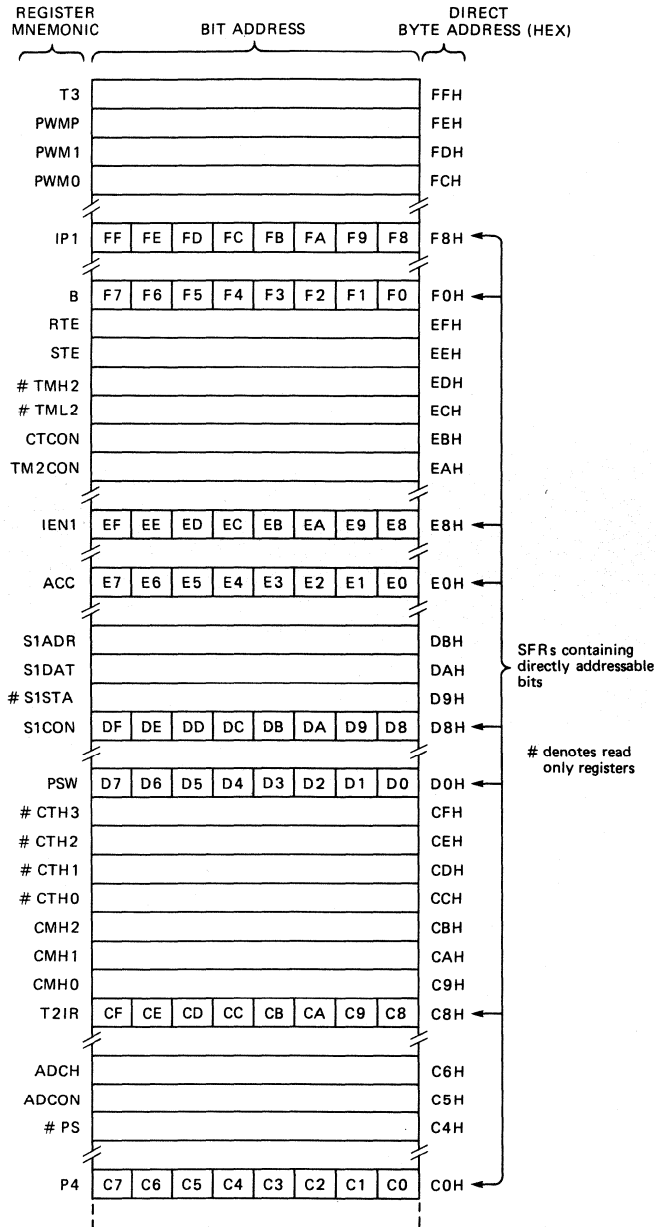 REGISTER MNEMONIC BIT ADDRESS DIRECT BYTE ADDRESS (HEX)
T3 FFH
PWMP FEH
PWM1 FDH
PWM0 FCH
IP1 FF FE FD FC FB FA F9 F8 F8H
B F7 F6 F5 F4 F3 F2 F1 F0 F0H
RTE EFH
STE EEH
# TMH2 EDH
# TML2 ECH
CTCON EBH
TM2CON EAH
IEN1 EF EE ED EC EB EA E9 E8 E8H
ACC E7 E6 E5 E4 E3 E2 E1 E0 E0H
S1ADR DBH
S1DAT DAH
# S1STA D9H
S1CON DF DE DD DC DB DA D9 D8 D8H
PSW D7 D6 D5 D4 D3 D2 D1 D0 D0H
# CTH3 CFH
# CTH2 CEH
# CTH1 CDH
# CTH0 CCH
CMH2 CBH
CMH1 CAH
CMH0 C9H
T2IR CF CE CD CC CB CA C9 C8 C8H
ADCH C6H
ADCON C5H
# PS C4H
P4 C7 C6 C5 C4 C3 C2 C1 C0 C0H
SFRs containing
directly addressable
bits
# denotes read
only registers